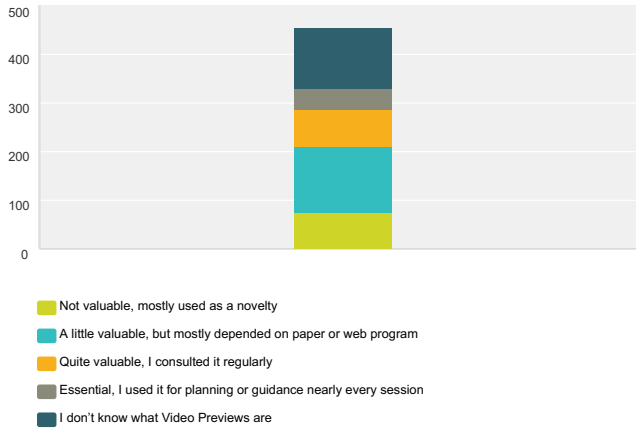 500
400
300
200
100
0
Not valuable, mostly used as a novelty
A little valuable, but mostly depended on paper or web program
Quite valuable, I consulted it regularly
Essential, I used it for planning or guidance nearly every session
I don’t know what Video Previews are